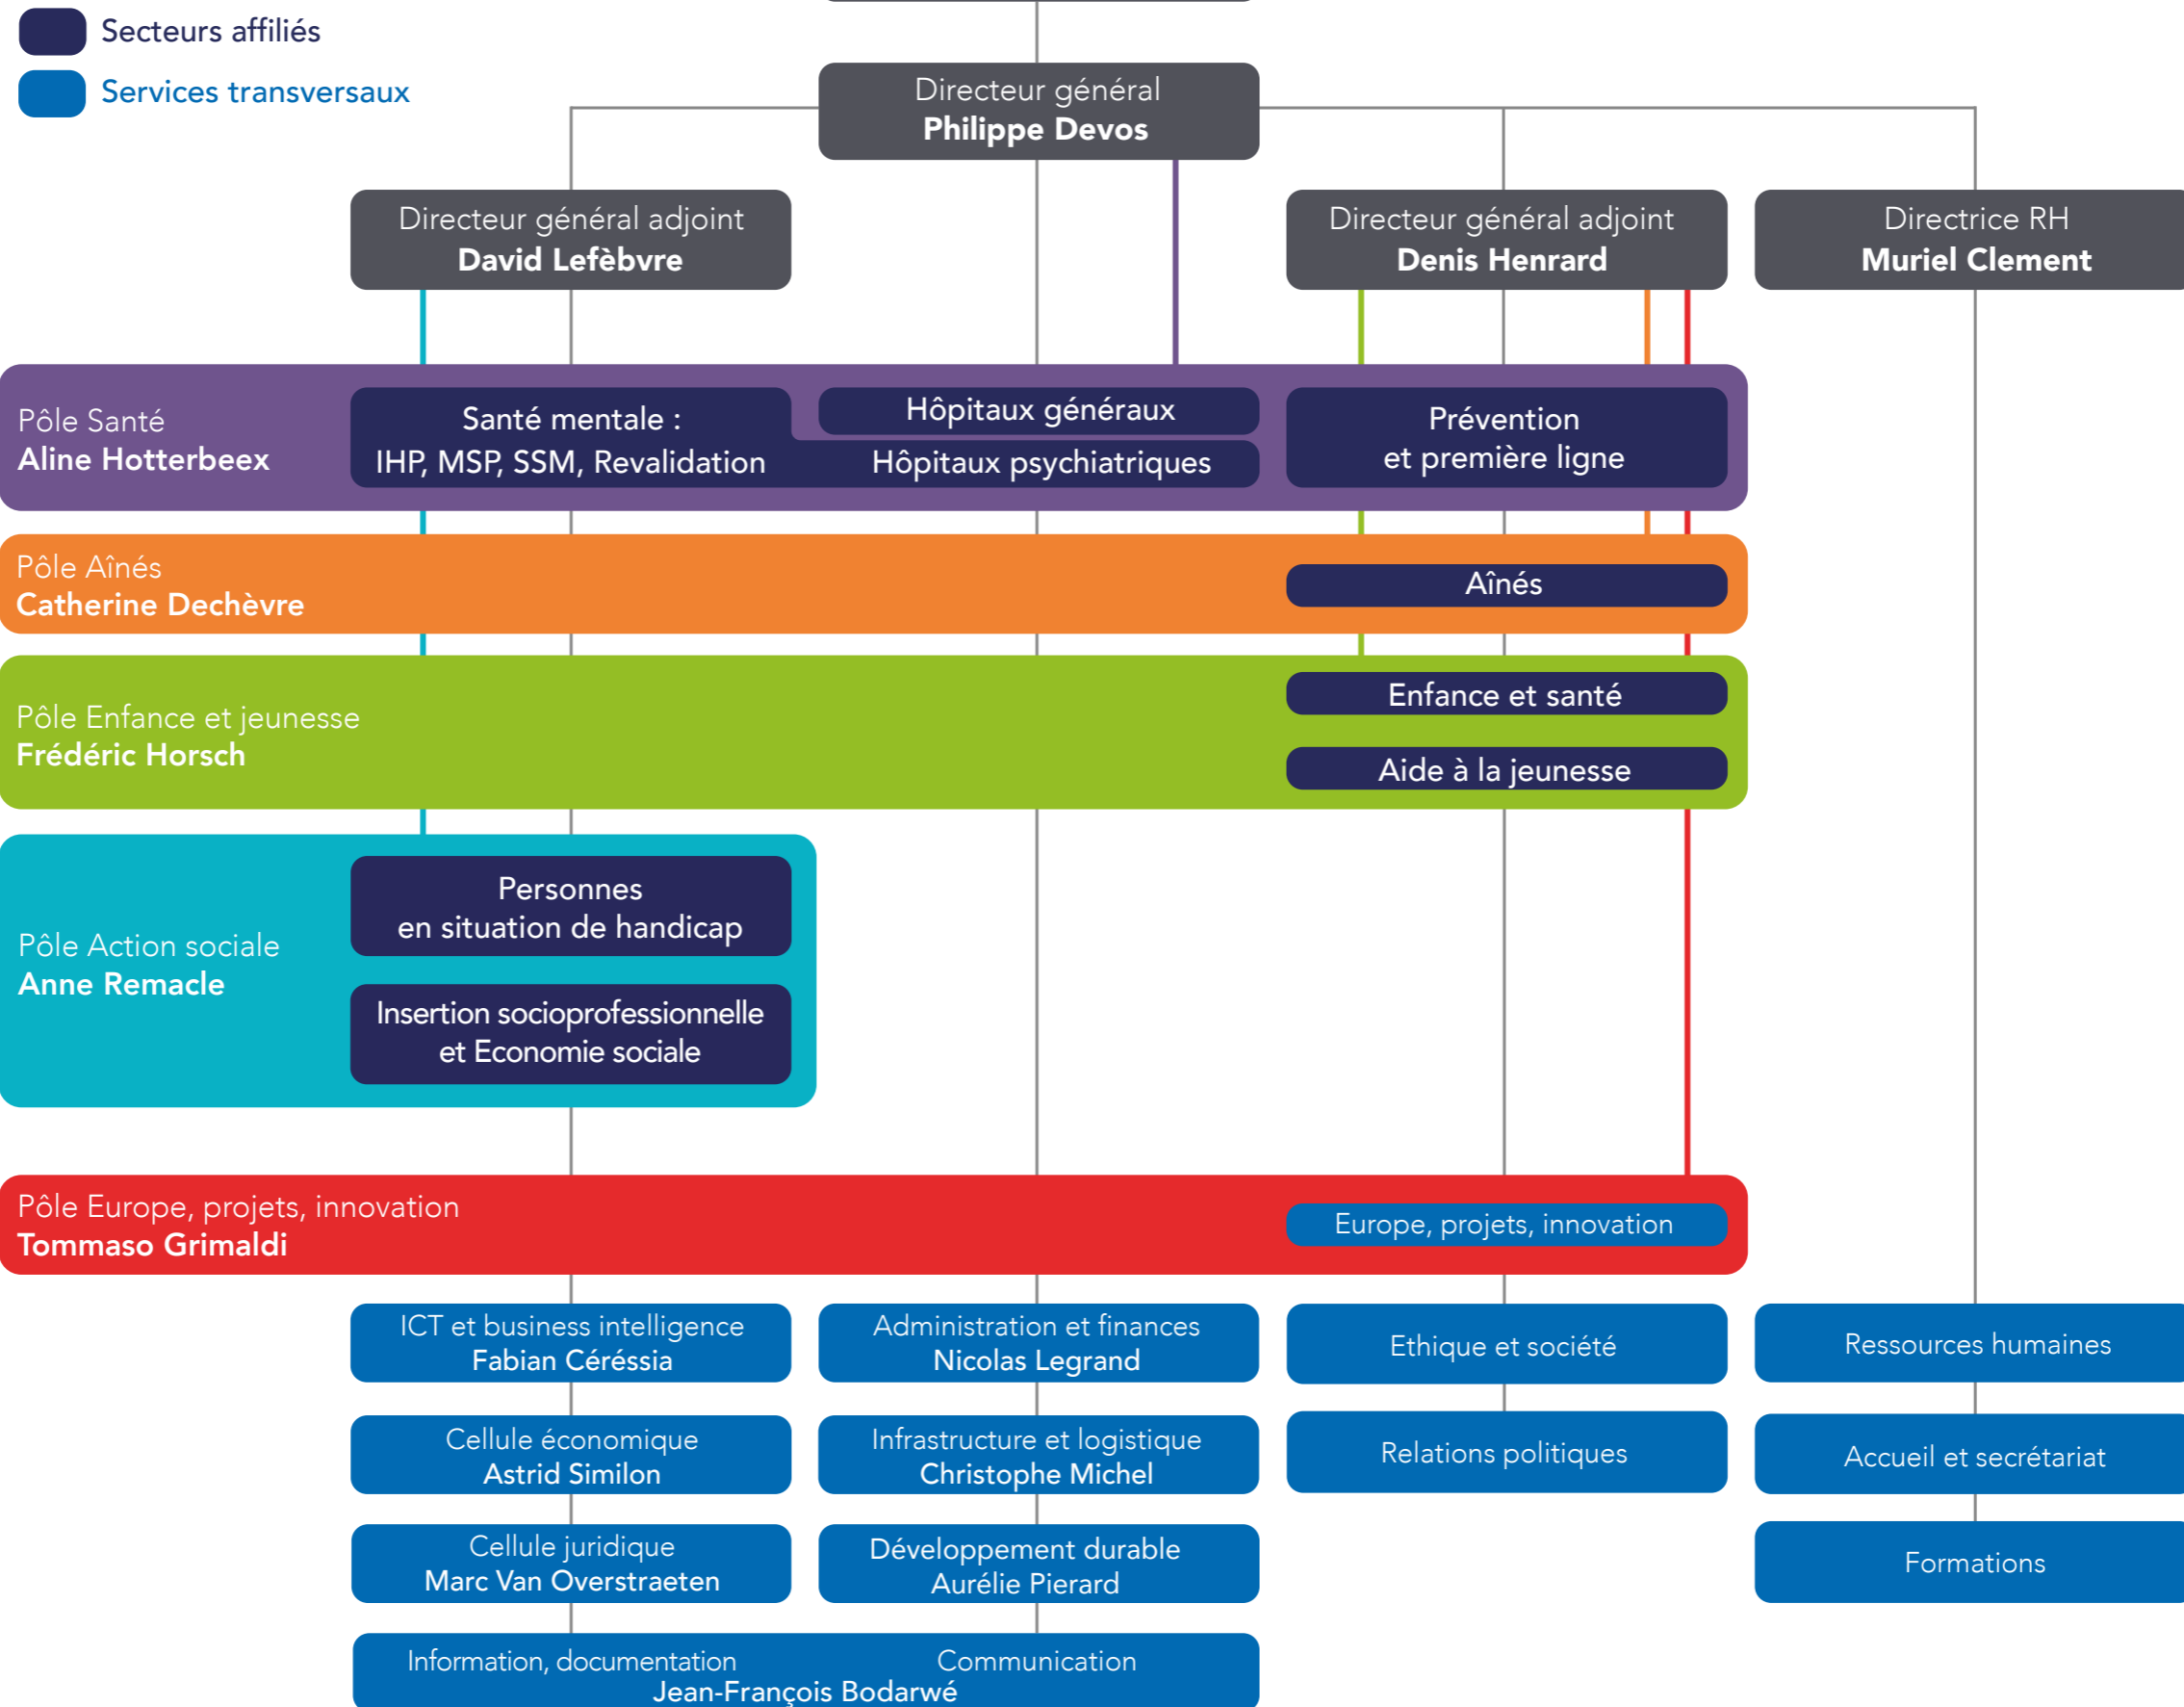 Secteurs affiliés
Services transversaux
Directeur général
Philippe Devos
Directeur général adjoint
David Lefèbvre
Directeur général adjoint
Denis Henrard
Directrice RH
Muriel Clement
Pôle Santé
Aline Hotterbeex
Santé mentale :
IHP, MSP, SSM, Revalidation
Hôpitaux généraux
Hôpitaux psychiatriques
Prévention
et première ligne
Pôle Aînés
Catherine Dechèvre
Aînés
Pôle Enfance et jeunesse
Frédéric Horsch
Enfance et santé
Aide à la jeunesse
Pôle Action sociale
Anne Remacle
Personnes
en situation de handicap
Insertion socioprofessionnelle
et Economie sociale
Pôle Europe, projets, innovation
Tommaso Grimaldi
Europe, projets, innovation
ICT et business intelligence
Fabian Céréssia
Administration et finances
Nicolas Legrand
Ethique et société
Ressources humaines
Cellule économique
Astrid Similon
Infrastructure et logistique
Christophe Michel
Relations politiques
Accueil et secrétariat
Cellule juridique
Marc Van Overstraeten
Développement durable
Aurélie Pierard
Formations
Information, documentation
Communication
Jean-François Bodarwé